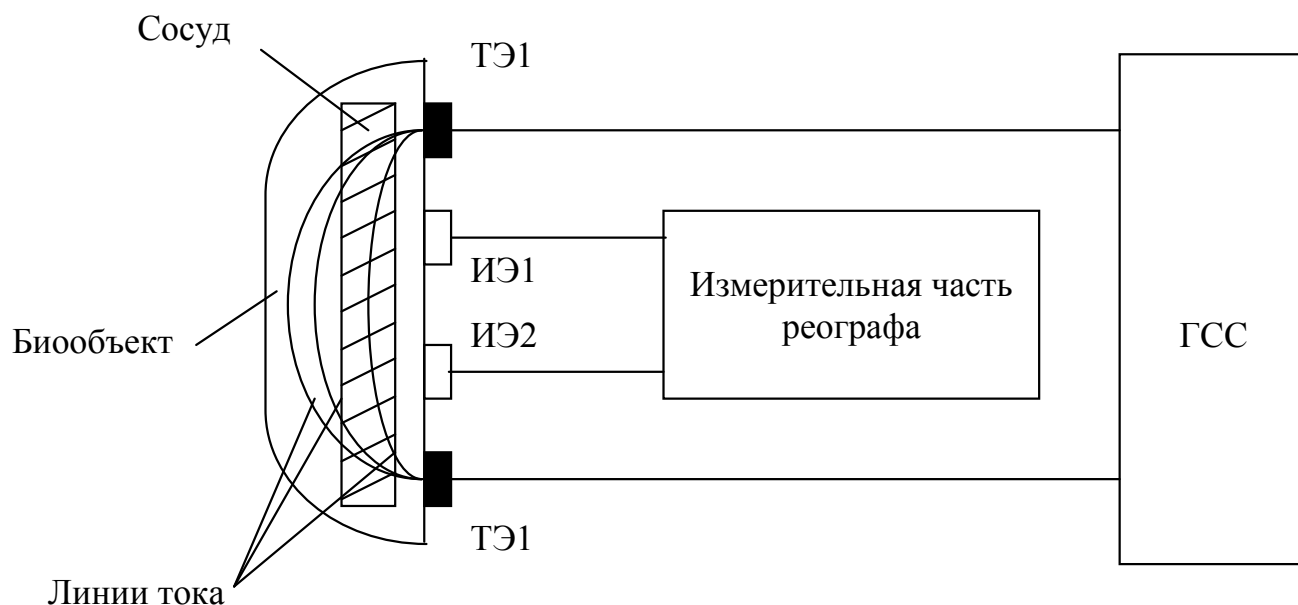 Сосуд
ТЭ1
ИЭ1
Измерительная часть
реографа
ИЭ2
ГСС
Биообъект
ТЭ1
Линии тока